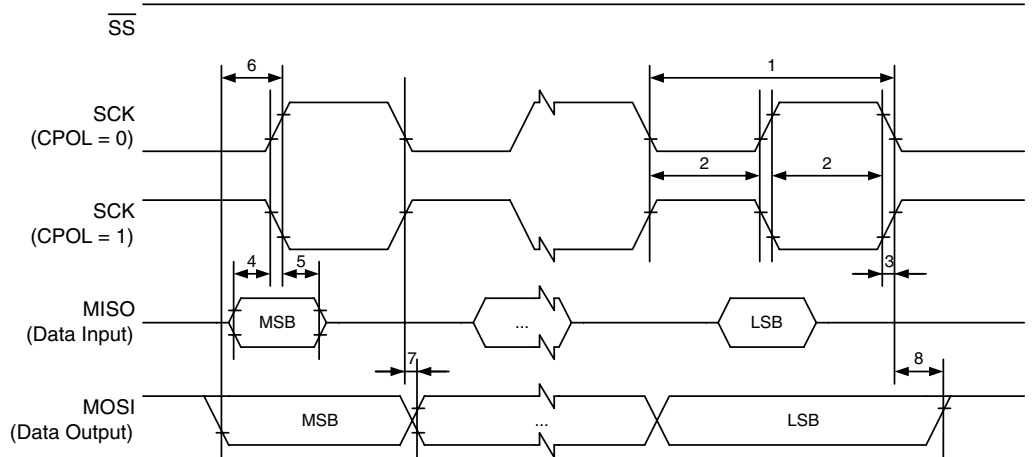 SS
6
1
SCK
(CPOL = 0)
2
2
SCK
(CPOL = 1)
4
5
3
MISO
(Data Input)
MSB
...
LSB
7
8
MOSI
(Data Output)
MSB
...
LSB